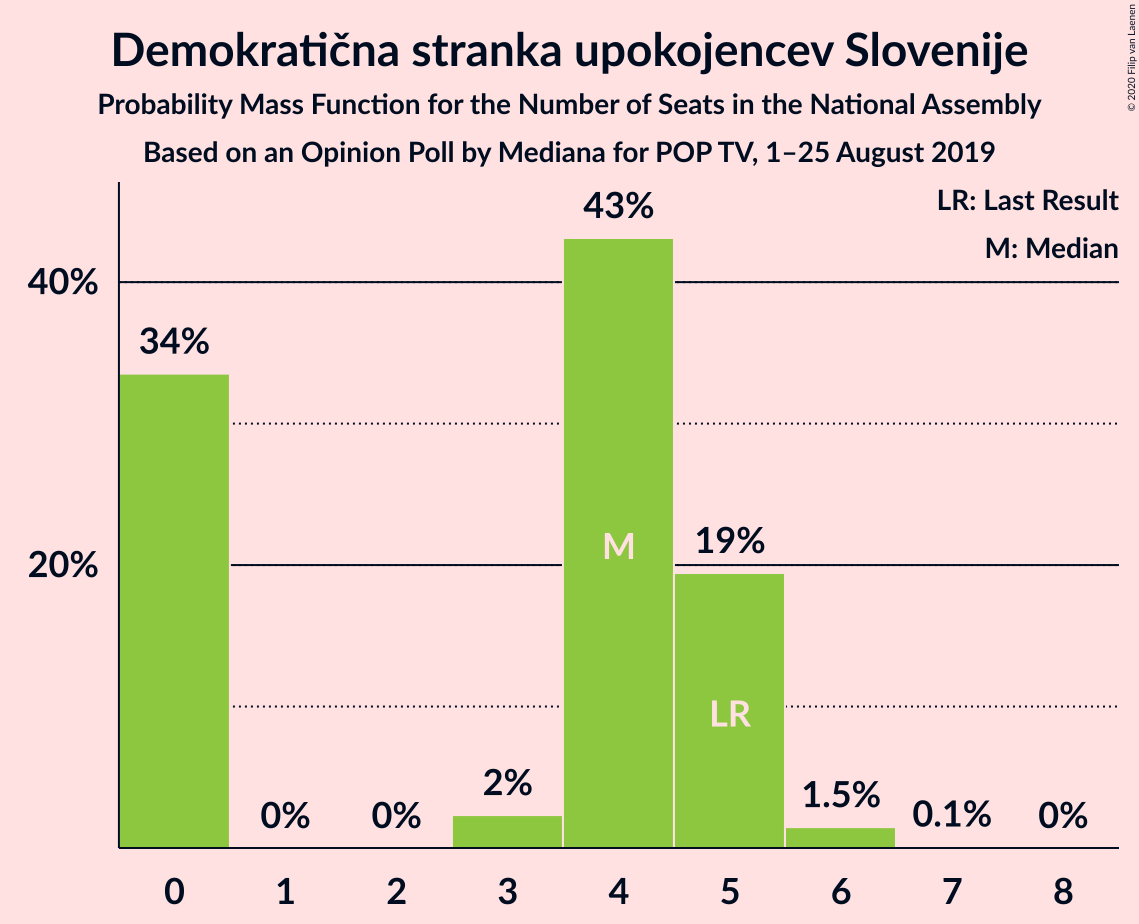 Demokratična stranka upokojencev Slovenije
Probability Mass Function for the Number of Seats in the National Assembly
Based on an Opinion Poll by Mediana for POP TV, 1–25 August 2019
© 2020 Filip van Laenen
LR: Last Result
M: Median
40%
20%
34%
0%
0%
2%
43%
19%
1.5%
0.1%
0%
M
LR
0 1 2 3 4 5 6 7 8